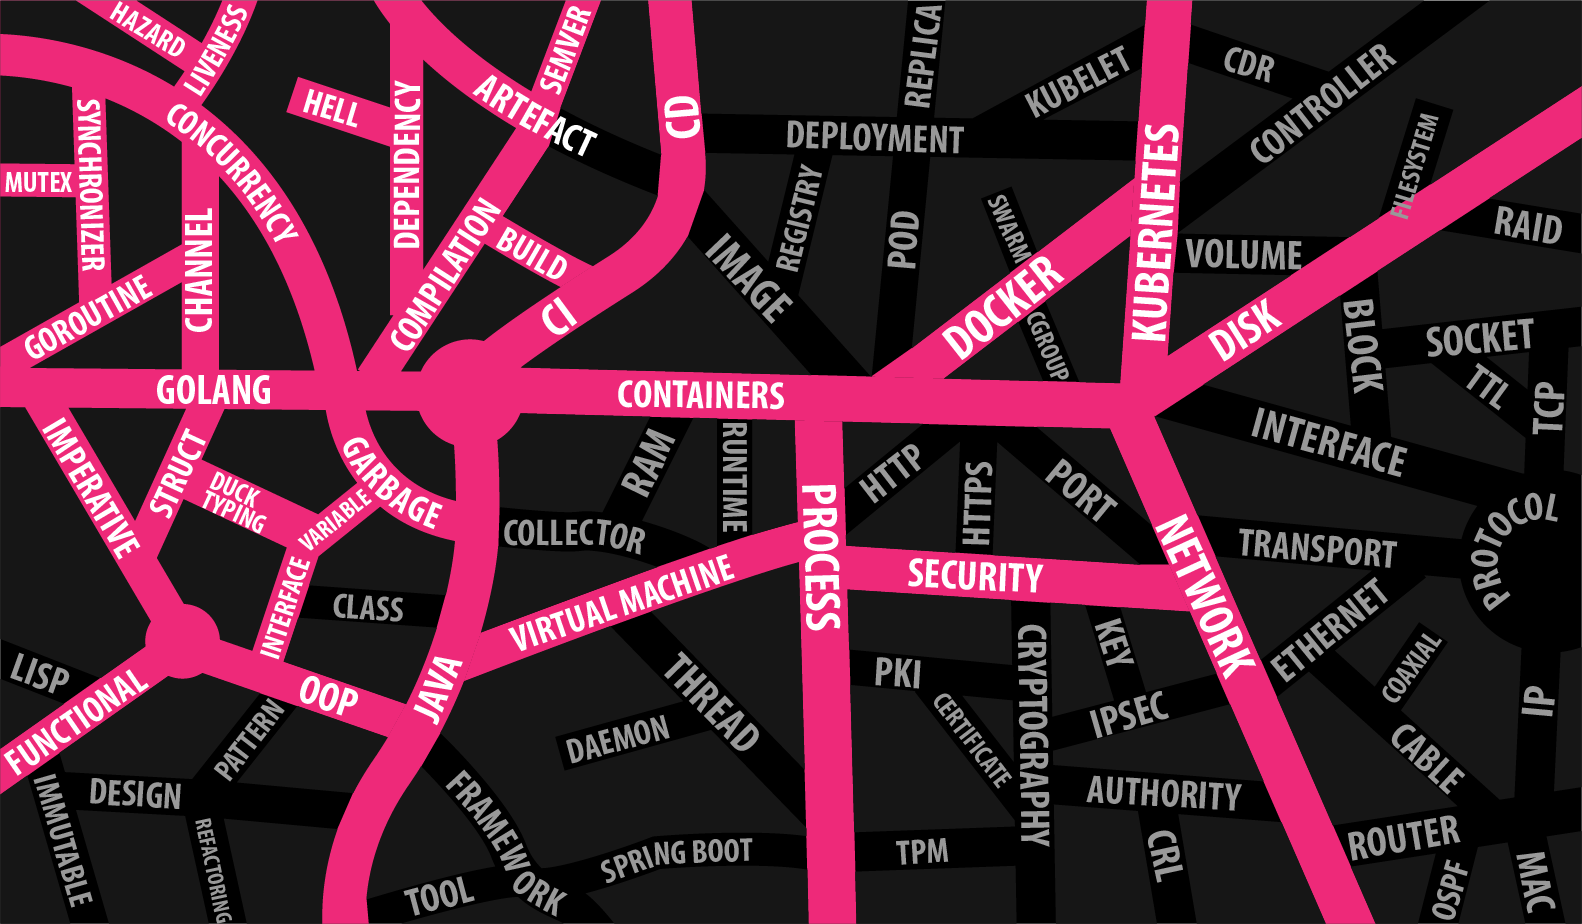 HAZARD
LIVENESS
SEMVER
REPLICA
CDR
CONTROLLER
KUBELET
HELL
ARTEFACT
CD
DEPLOYMENT
CONCURRENCY
SYNCHRONIZER
DEPENDENCY
FILESYSTEM
MUTEX
REGISTRY
POD
SWARM
KUBERNETES
RAID
CHANNEL
COMPILATION
BUILD
IMAGE
VOLUME
GOROUTINE
CI
DOCKER
CGROUP
DISK
BLOCK
SOCKET
TTL
TCP
GOLANG
CONTAINERS
IMPERATIVE
STRUCT
GARBAGE
RAM
RUNTIME
HTTP
HTTPS
PORT
INTERFACE
DUCK
TYPING
VARIABLE
COLLECTOR
PROCESS
NETWORK
TRANSPORT
PROTOCOL
INTERFACE
CLASS
VIRTUAL MACHINE
SECURITY
ETHERNET
LISP
FUNCTIONAL
OOP
JAVA
THREAD
PKI
CRYPTOGRAPHY
KEY
COAXIAL
IPSEC
IP
PATTERN
DAEMON
CERTIFICATE
CABLE
IMMUTABLE
DESIGN
REFACTORING
FRAMEWORK
AUTHORITY
TOOL
SPRING BOOT
TPM
CRL
ROUTER
OSPF
MAC